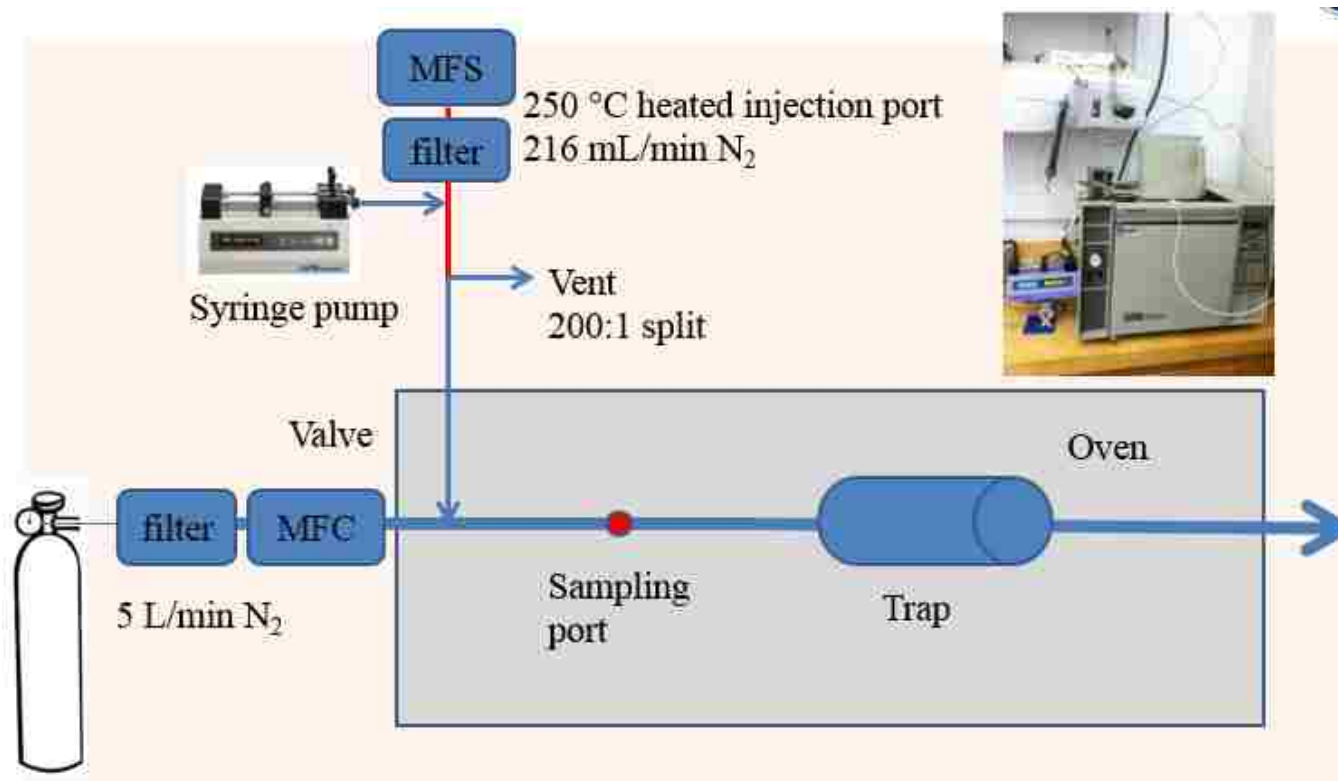 MFS
250 °C heated injection port
filter
216 mL/min N₂
Syringe pump
Vent
200:1 split
Valve
Oven
filter
MFC
5 L/min N₂
Sampling
port
Trap